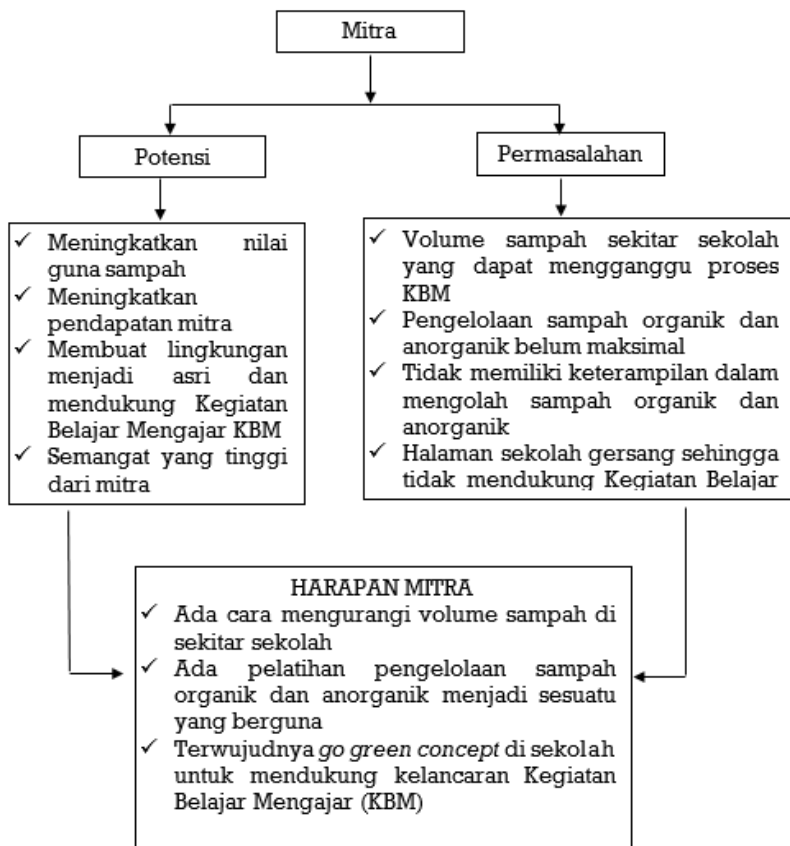 Mitra
Potensi
Permasalahan
✓ Meningkatkan nilai
guna sampah
✓ Meningkatkan
pendapatan mitra
✓ Membuat lingkungan
menjadi asri dan
mendukung Kegiatan
Belajar Mengajar KBM
✓ Semangat yang tinggi
dari mitra
✓ Volume sampah sekitar sekolah
yang dapat mengganggu proses
KBM
✓ Pengelolaan sampah organik dan
anorganik belum maksimal
✓ Tidak memiliki keterampilan dalam
mengolah sampah organik dan
anorganik
✓ Halaman sekolah gersang sehingga
tidak mendukung Kegiatan Belajar
HARAPAN MITRA
✓ Ada cara mengurangi volume sampah di
sekitar sekolah
✓ Ada pelatihan pengelolaan sampah
organik dan anorganik menjadi sesuatu
yang berguna
✓ Terwujudnya go green concept di sekolah
untuk mendukung kelancaran Kegiatan
Belajar Mengajar (KBM)